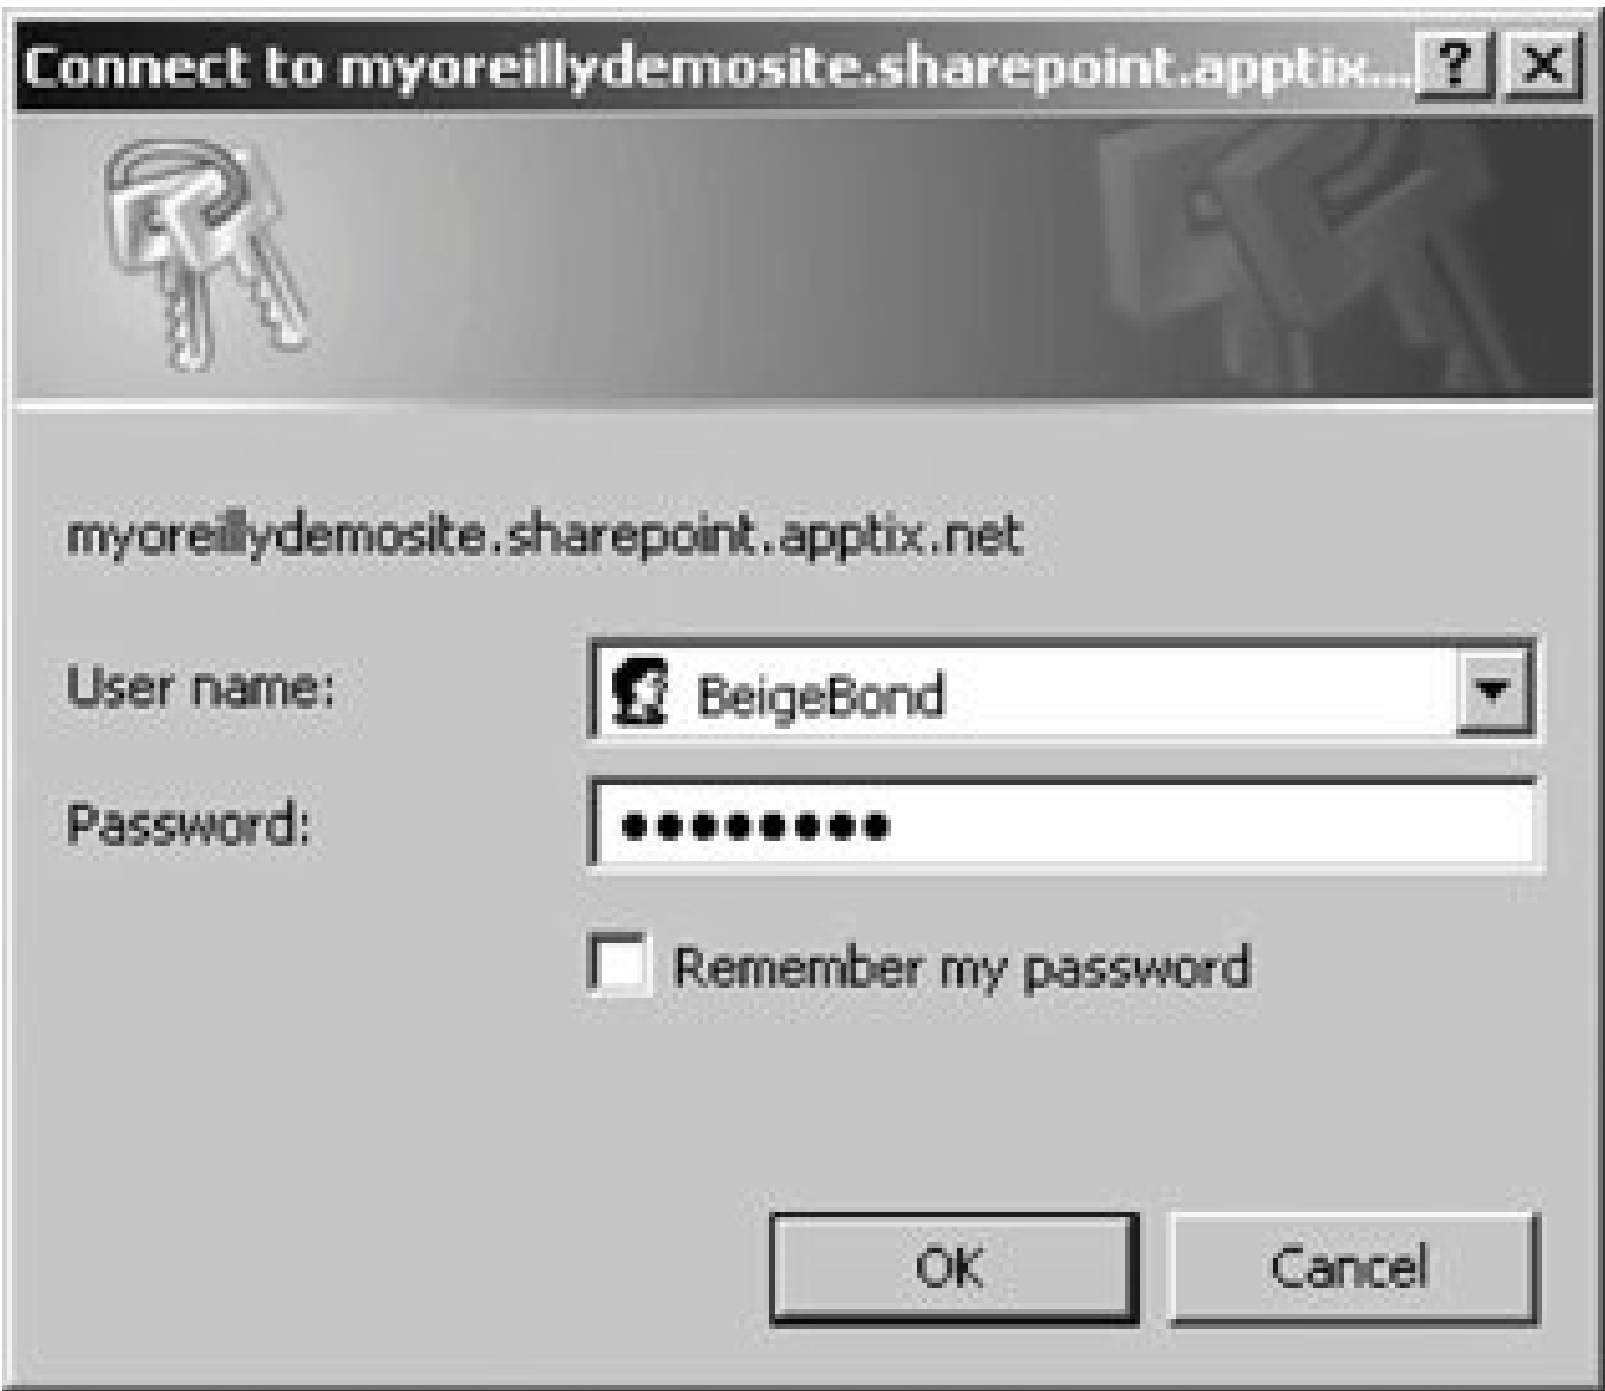 Connect to myoreillydemosite.sharepoint.apptix... ? X
myoreillydemosite.sharepoint.apptix.net
User name: BeigeBond
Password: ●●●●●●●●
Remember my password
OK Cancel